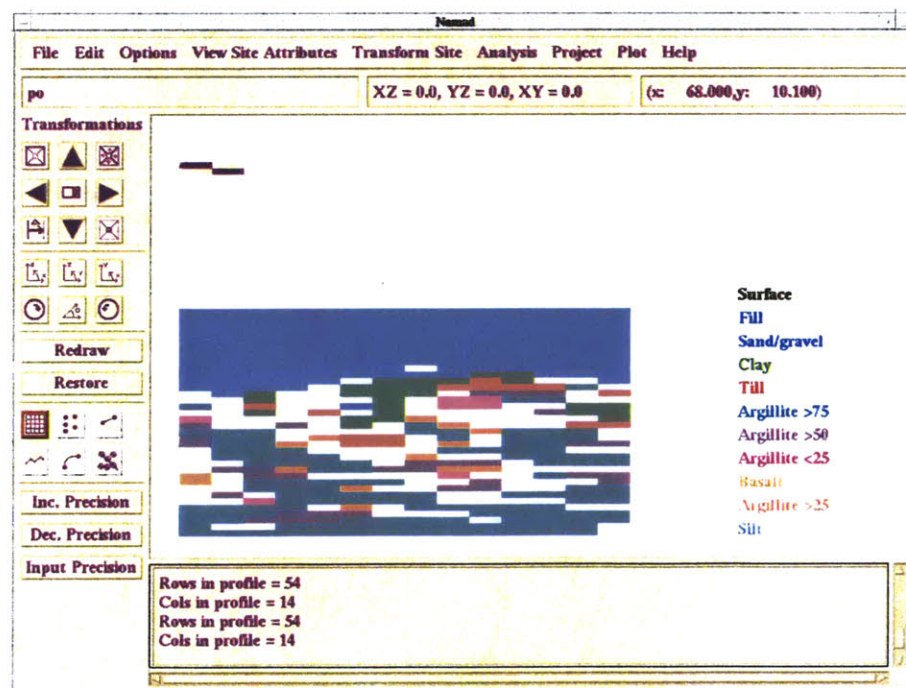 Nomad
File Edit Options View Site Attributes Transform Site Analysis Project Plot Help
po XZ = 0.0, YZ = 0.0, XY = 0.0 (x: 68.000,y: 10.100)
Transformations
Surface
Fill
Sand/gravel
Clay
Till
Argillite >75
Argillite >50
Argillite <25
Basalt
Argillite >25
Silt
Redraw
Restore
Inc. Precision
Dec. Precision
Input Precision
Rows in profile = 54
Cols in profile = 14
Rows in profile = 54
Cols in profile = 14